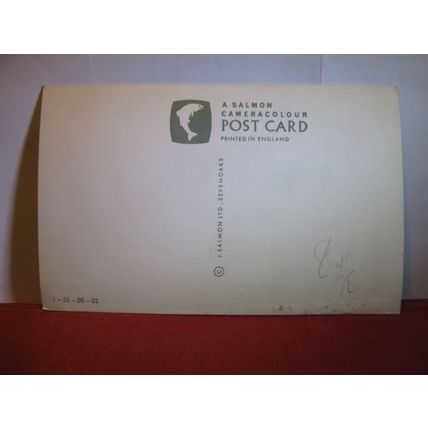 A SALMON
CAMERACOLOUR
POST CARD
PRINTED IN ENGLAND
© J. SALMON LTD., SEVENOAKS
1 – 55 – 00 – 02